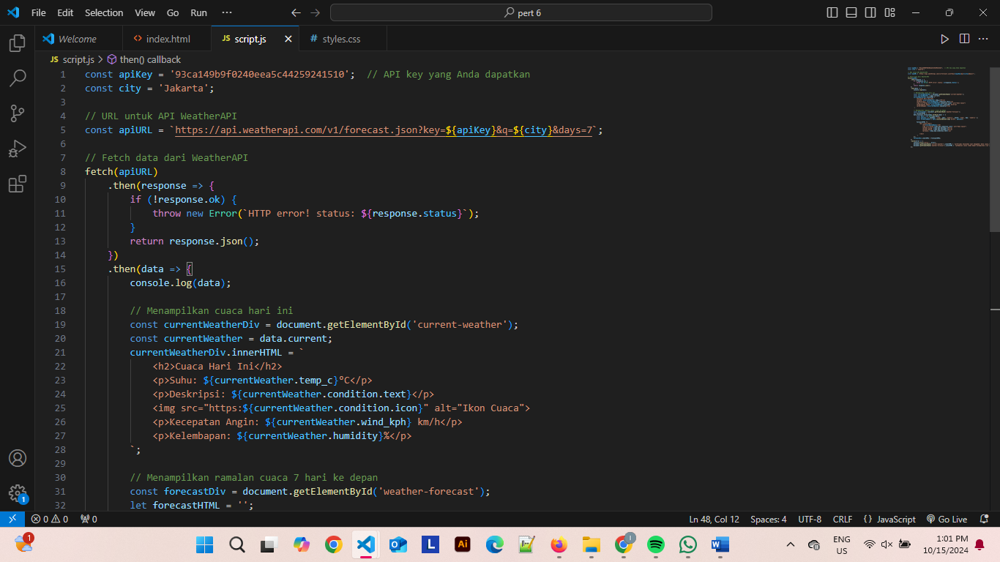 File Edit Selection View Go Run ··· pert 6
Welcome index.html JS script.js # styles.css
JS script.js > then() callback
1 const apiKey = '93ca149b9f0240eea5c44259241510'; // API key yang Anda dapatkan
2 const city = 'Jakarta';
3
4 // URL untuk API WeatherAPI
5 const apiURL = `https://api.weatherapi.com/v1/forecast.json?key=${apiKey}&q=${city}&days=7`;
6
7 // Fetch data dari WeatherAPI
8 fetch(apiURL)
9 .then(response => {
10 if (!response.ok) {
11 throw new Error(`HTTP error! status: ${response.status}`);
12 }
13 return response.json();
14 })
15 .then(data => {
16 console.log(data);
17
18 // Menampilkan cuaca hari ini
19 const currentWeatherDiv = document.getElementById('current-weather');
20 const currentWeather = data.current;
21 currentWeatherDiv.innerHTML = `
22 <h2>Cuaca Hari Ini</h2>
23 <p>Suhu: ${currentWeather.temp_c}°C</p>
24 <p>Deskripsi: ${currentWeather.condition.text}</p>
25 <img src="https:${currentWeather.condition.icon}" alt="Ikon Cuaca">
26 <p>Kecepatan Angin: ${currentWeather.wind_kph} km/h</p>
27 <p>Kelembapan: ${currentWeather.humidity}%</p>
28 `;
29
30 // Menampilkan ramalan cuaca 7 hari ke depan
31 const forecastDiv = document.getElementById('weather-forecast');
32 let forecastHTML = '';
1
0 0 0 Ln 48, Col 12 Spaces: 4 UTF-8 CRLF {} JavaScript Go Live
1 L Ai 1 W ENG 1:01 PM
US 10/15/2024